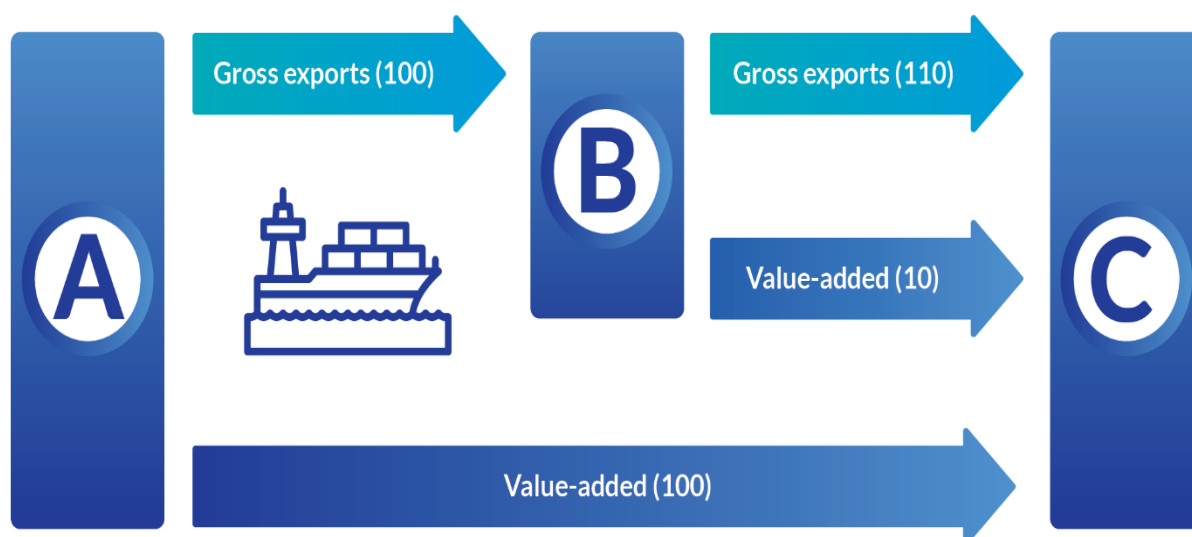 Gross exports (100)
Gross exports (110)
A
B
C
Value-added (10)
Value-added (100)